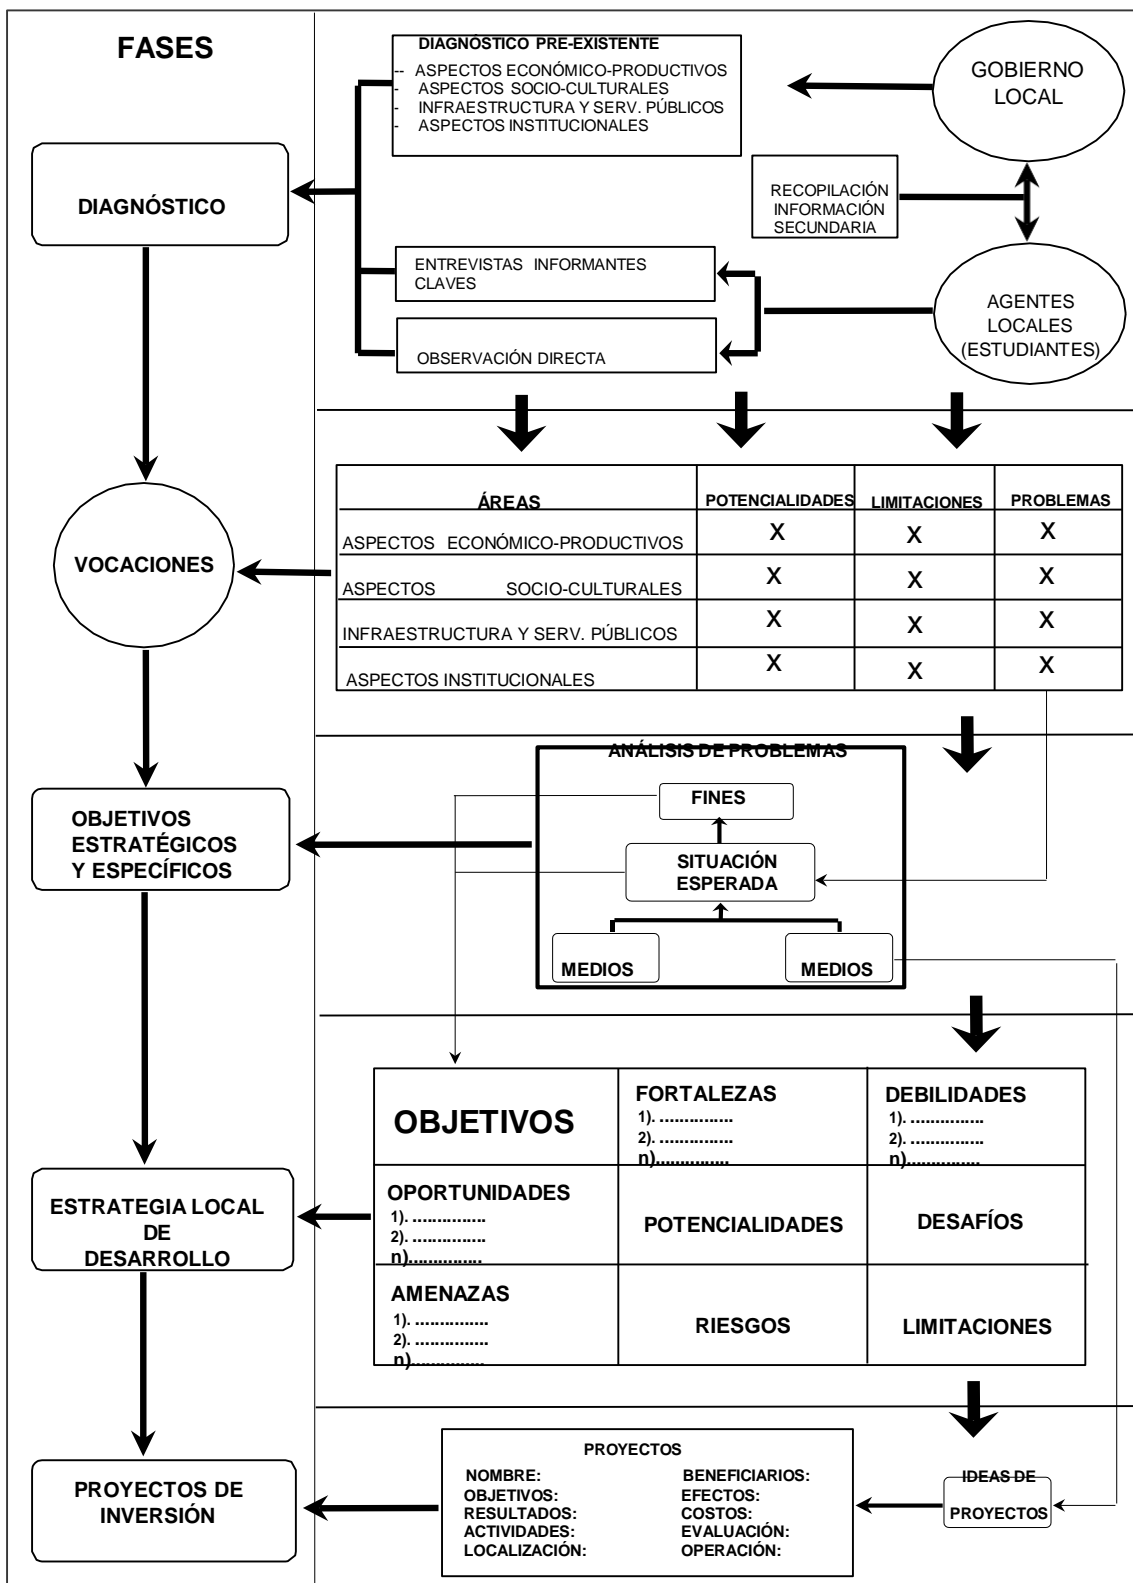 FASES
DIAGNÓSTICO PRE-EXISTENTE
-- ASPECTOS ECONÓMICO-PRODUCTIVOS
- ASPECTOS SOCIO-CULTURALES
- INFRAESTRUCTURA Y SERV. PÚBLICOS
- ASPECTOS INSTITUCIONALES
GOBIERNO
LOCAL
DIAGNÓSTICO
RECOPILACIÓN
INFORMACIÓN
SECUNDARIA
ENTREVISTAS INFORMANTES
CLAVES
OBSERVACIÓN DIRECTA
AGENTES
LOCALES
(ESTUDIANTES)
ÁREAS POTENCIALIDADES LIMITACIONES PROBLEMAS
ASPECTOS ECONÓMICO-PRODUCTIVOS X X X
ASPECTOS SOCIO-CULTURALES X X X
INFRAESTRUCTURA Y SERV. PÚBLICOS X X X
ASPECTOS INSTITUCIONALES X X X
VOCACIONES
ANÁLISIS DE PROBLEMAS
FINES
SITUACIÓN
ESPERADA
MEDIOS MEDIOS
OBJETIVOS
ESTRATÉGICOS
Y ESPECÍFICOS
OBJETIVOS
FORTALEZAS
1). ...............
2). ...............
n)...............
DEBILIDADES
1). ...............
2). ...............
n)...............
OPORTUNIDADES
1). ...............
2). ...............
n)...............
POTENCIALIDADES
DESAFÍOS
AMENAZAS
1). ...............
2). ...............
n)...............
RIESGOS
LIMITACIONES
ESTRATEGIA LOCAL
DE
DESARROLLO
PROYECTOS
NOMBRE: BENEFICIARIOS:
OBJETIVOS: EFECTOS:
RESULTADOS: COSTOS:
ACTIVIDADES: EVALUACIÓN:
LOCALIZACIÓN: OPERACIÓN:
IDEAS DE
PROYECTOS
PROYECTOS DE
INVERSIÓN